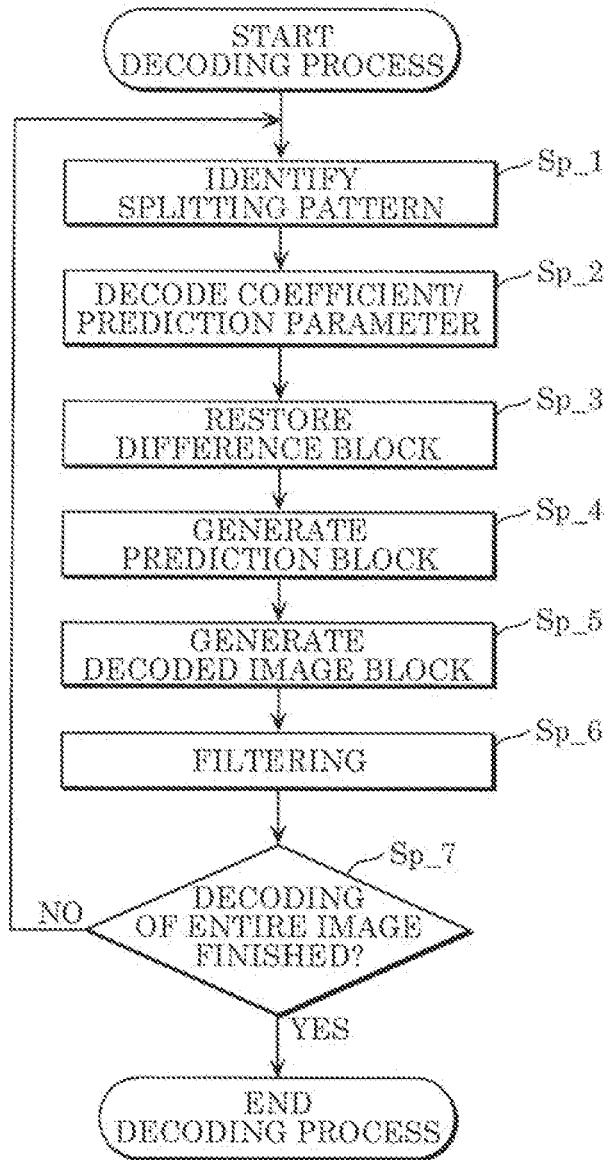 START
DECODING PROCESS
Sp_1
IDENTIFY
SPLITTING PATTERN
Sp_2
DECODE COEFFICIENT/
PREDICTION PARAMETER
Sp_3
RESTORE
DIFFERENCE BLOCK
Sp_4
GENERATE
PREDICTION BLOCK
Sp_5
GENERATE
DECODED IMAGE BLOCK
Sp_6
FILTERING
Sp_7
DECODING
OF ENTIRE IMAGE
FINISHED?
NO
YES
END
DECODING PROCESS